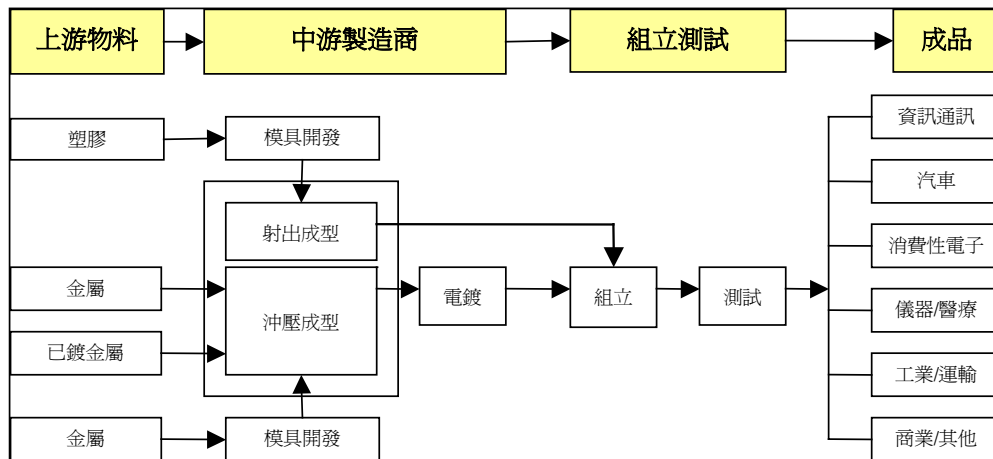 上游物料
中游製造商
組立測試
成品
塑膠
模具開發
資訊通訊
汽車
射出成型
消費性電子
金屬
沖壓成型
電鍍
組立
測試
儀器/醫療
已鍍金屬
工業/運輸
金屬
模具開發
商業/其他